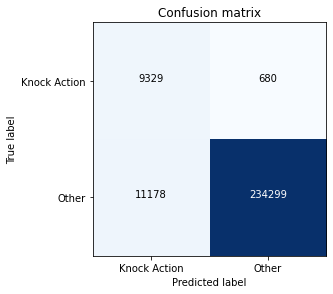 Confusion matrix
True label
Knock Action
9329
680
Other
11178
234299
Knock Action
Other
Predicted label